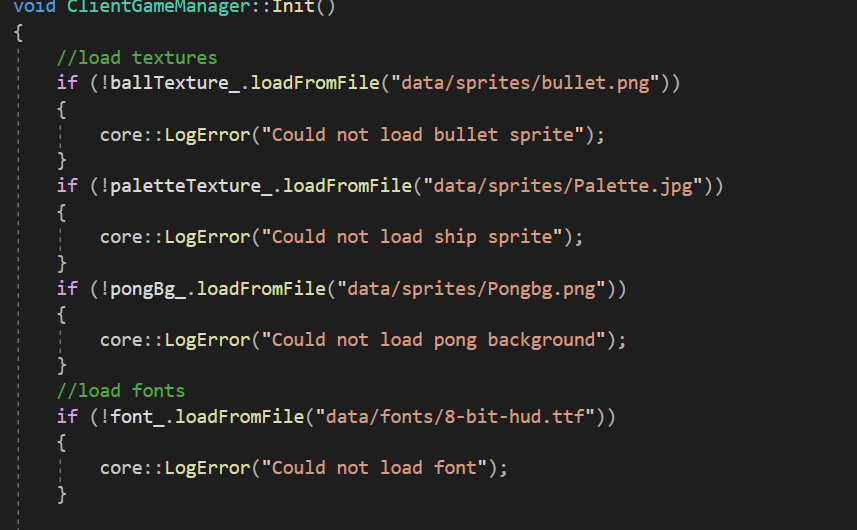 void ClientGameManager::Init()
{
//load textures
if (!ballTexture_.loadFromFile("data/sprites/bullet.png"))
{
core::LogError("Could not load bullet sprite");
}
if (!paletteTexture_.loadFromFile("data/sprites/Palette.jpg"))
{
core::LogError("Could not load ship sprite");
}
if (!pongBg_.loadFromFile("data/sprites/Pongbg.png"))
{
core::LogError("Could not load pong background");
}
//load fonts
if (!font_.loadFromFile("data/fonts/8-bit-hud.ttf"))
{
core::LogError("Could not load font");
}